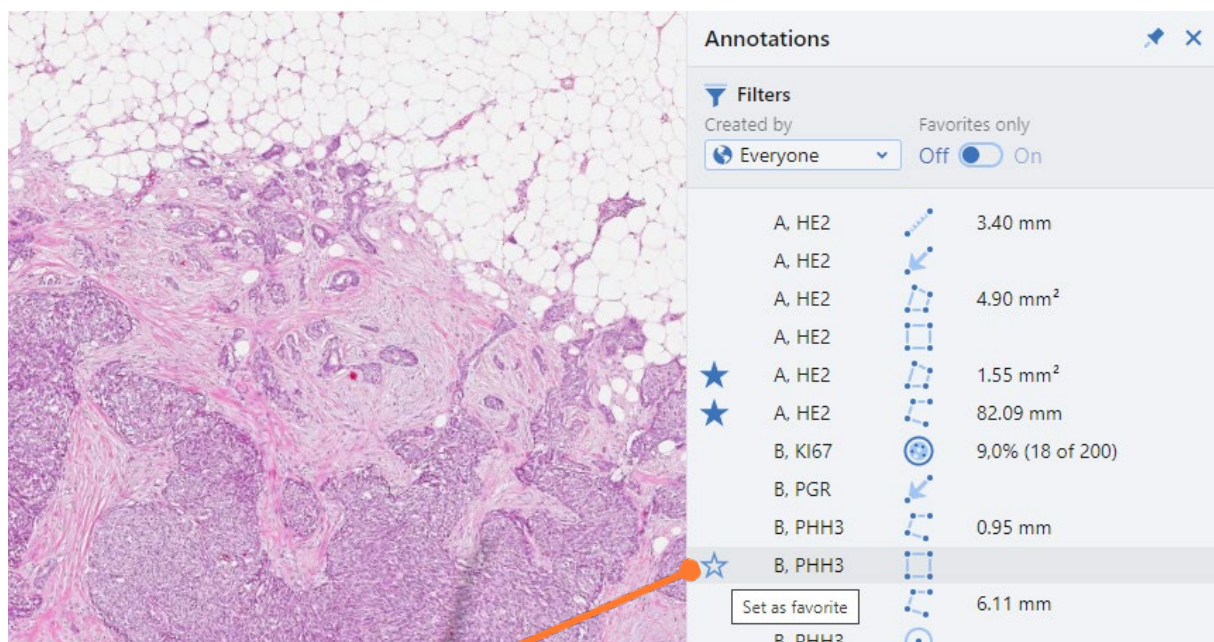 Annotations
Filters
Created by
Favorites only
Everyone
Off On
A, HE2 3.40 mm
A, HE2
A, HE2 4.90 mm²
A, HE2
A, HE2 1.55 mm²
A, HE2 82.09 mm
B, KI67 9,0% (18 of 200)
B, PGR
B, PHH3 0.95 mm
B, PHH3
Set as favorite 6.11 mm
B, PHH3